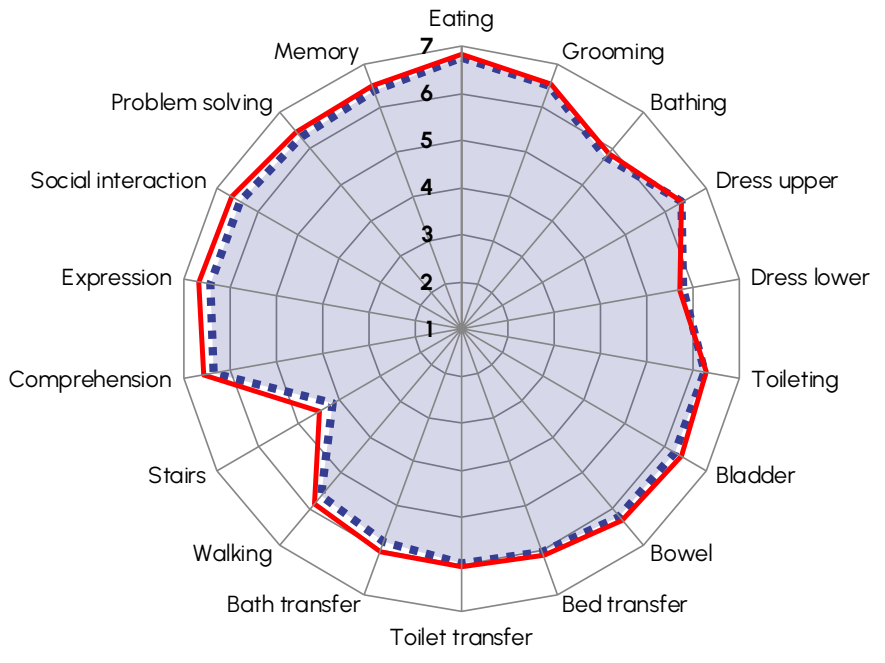 Eating
Memory
7
Grooming
Problem solving
6
Bathing
5
Social interaction
4
Dress upper
3
Expression
2
Dress lower
1
Comprehension
Toileting
Stairs
Bladder
Walking
Bowel
Bath transfer
Bed transfer
Toilet transfer